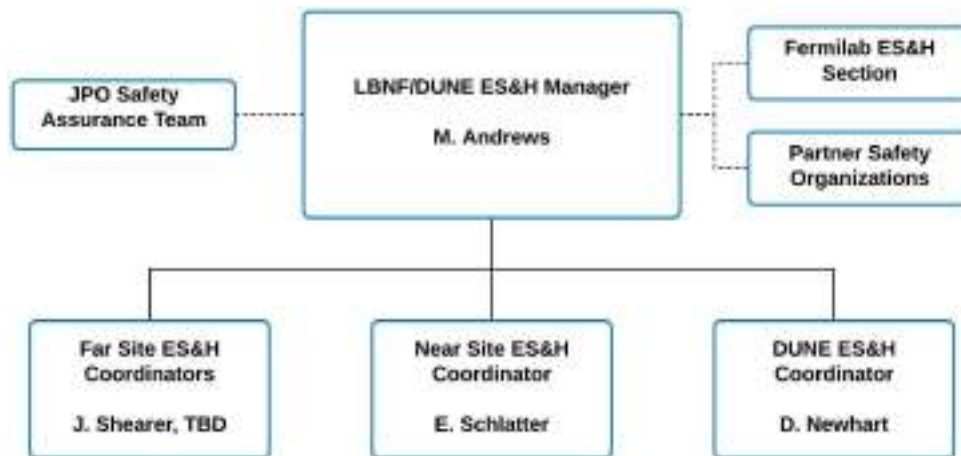 Fermilab ES&H
Section
JPO Safety
Assurance Team
LBNF/DUNE ES&H Manager
M. Andrews
Partner Safety
Organizations
Far Site ES&H
Coordinators
J. Shearer, TBD
Near Site ES&H
Coordinator
E. Schlatter
DUNE ES&H
Coordinator
D. Newhart